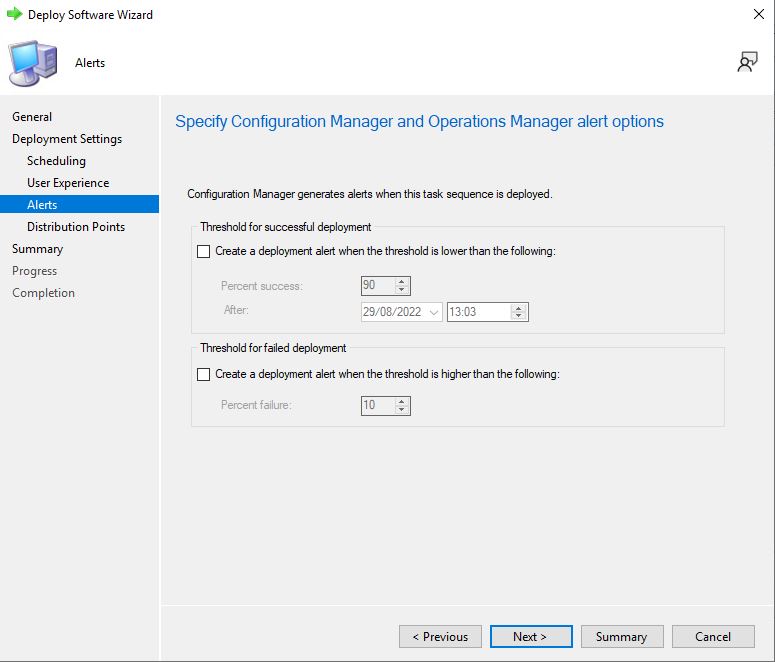 Deploy Software Wizard
Alerts
General
Deployment Settings
Scheduling
User Experience
Alerts
Distribution Points
Summary
Progress
Completion
Specify Configuration Manager and Operations Manager alert options
Configuration Manager generates alerts when this task sequence is deployed.
Threshold for successful deployment
Create a deployment alert when the threshold is lower than the following:
Percent success: 90
After: 29/08/2022 13:03
Threshold for failed deployment
Create a deployment alert when the threshold is higher than the following:
Percent failure: 10
< Previous Next > Summary Cancel